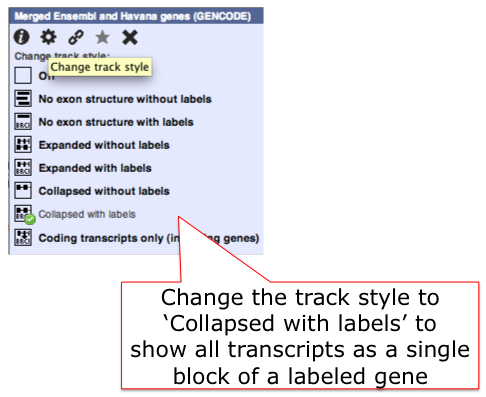 Merged Ensembl and Havana genes (GENCODE)
Change track style:
Change track style
Off
No exon structure without labels
No exon structure with labels
Expanded without labels
Expanded with labels
Collapsed without labels
Collapsed with labels
Coding transcripts only (in ng genes)
Change the track style to
‘Collapsed with labels’ to
show all transcripts as a single
block of a labeled gene